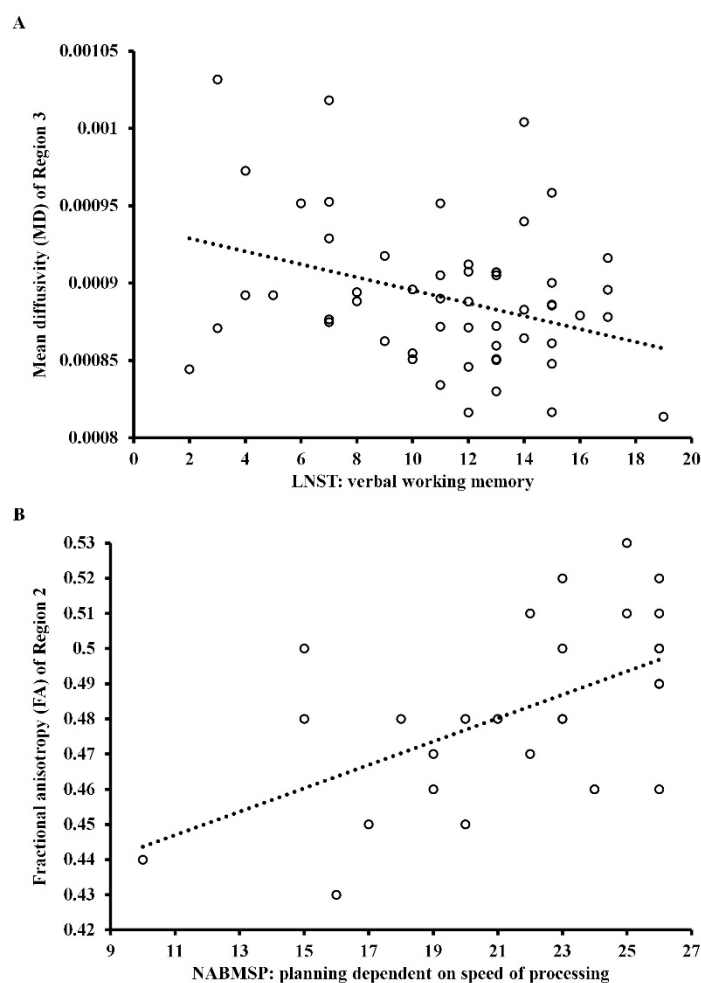 A
0.00105
0.001
0.00095
0.0009
0.00085
0.0008
Mean diffusivity (MD) of Region 3
0 2 4 6 8 10 12 14 16 18 20
LNST: verbal working memory
B
0.53
0.52
0.51
0.5
0.49
0.48
0.47
0.46
0.45
0.44
0.43
0.42
Fractional anisotropy (FA) of Region 2
9 11 13 15 17 19 21 23 25 27
NABMSP: planning dependent on speed of processing